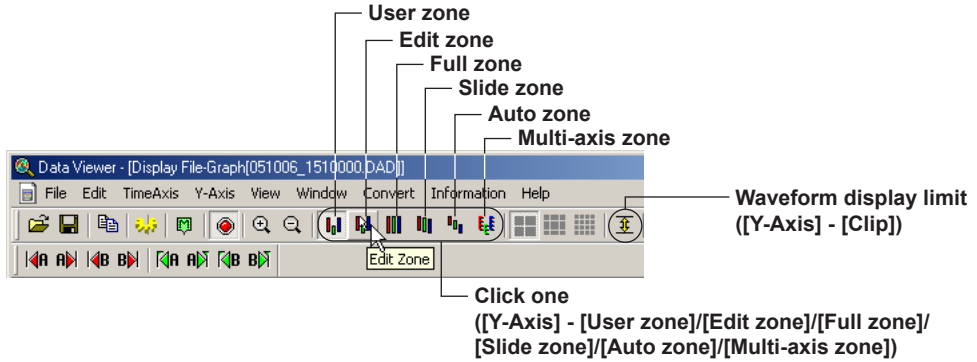 User zone
Edit zone
Full zone
Slide zone
Auto zone
Multi-axis zone
Data Viewer - [Display File-Graph[051006_1510000.DAD]]
File Edit TimeAxis Y-Axis View Window Convert Information Help
Waveform display limit
([Y-Axis] - [Clip])
A A B B A A B B
Edit Zone
Click one
([Y-Axis] - [User zone]/[Edit zone]/[Full zone]/
[Slide zone]/[Auto zone]/[Multi-axis zone])